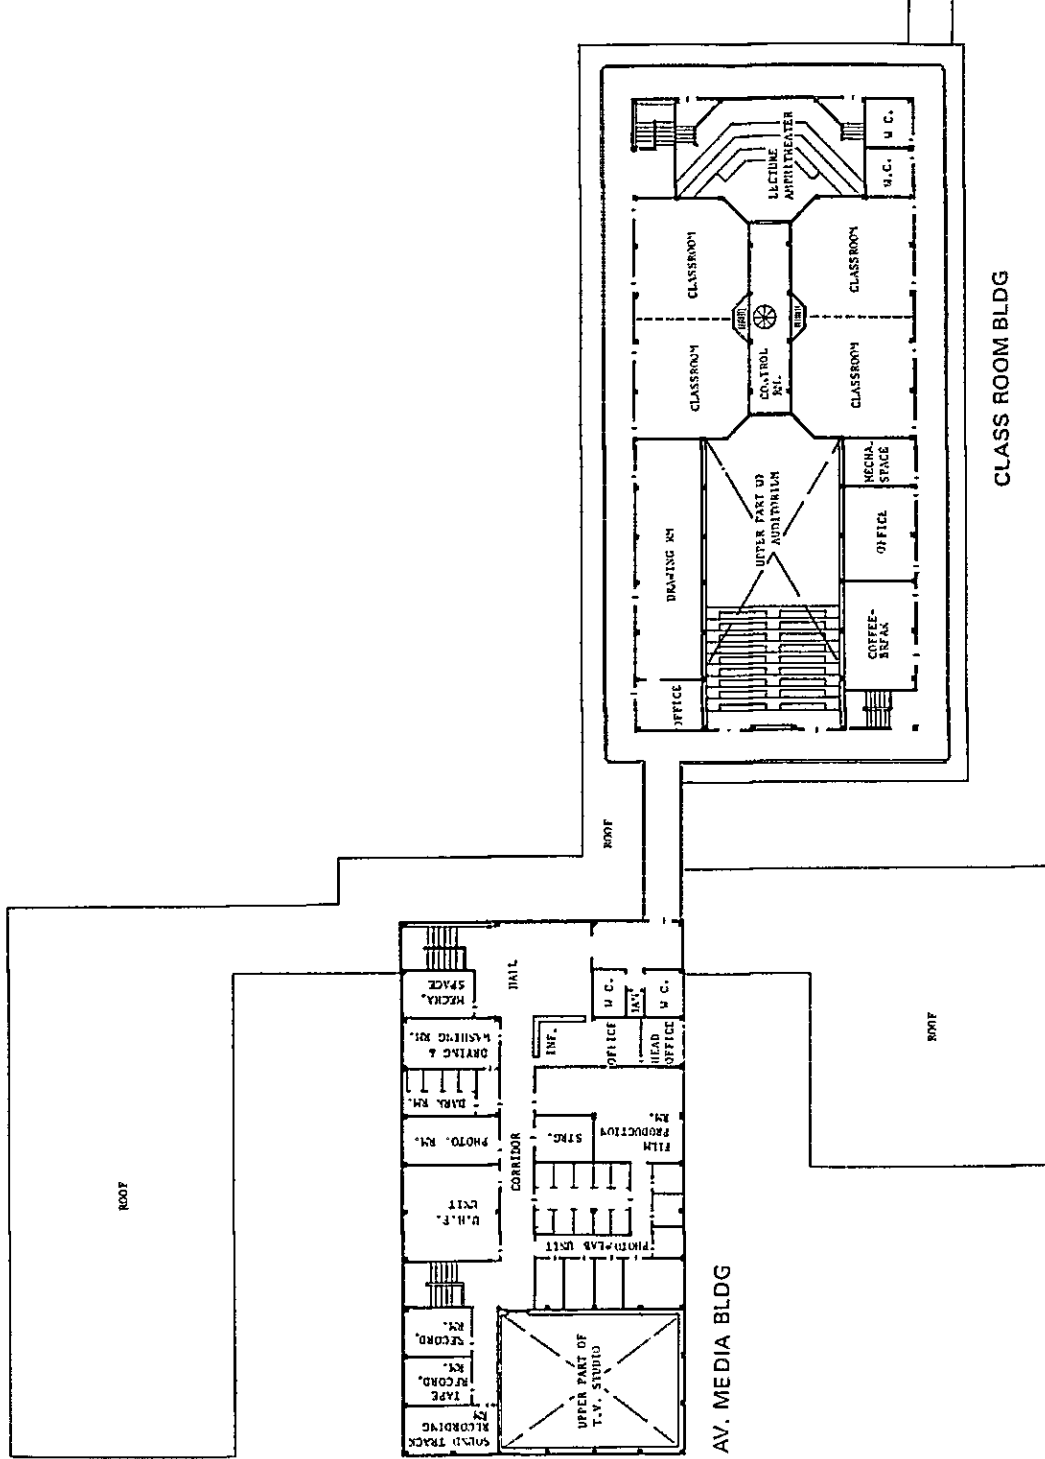 ROOF
SOUND TRACK
RECORDING
TAPE
RECORD.
RM.
RECORD.
RM.
U.H.F.
UNIT
PHOTO. RM.
DARK RM.
DRYING &
WASHING RM.
MECHA.
SPACE
HALL
CORRIDOR
INF.
STRG.
FILM
PRODUCTION
RM.
PHOTO-LAB UNIT
UPPER PART OF
T.V. STUDIO
OFFICE
HEAD
OFFICE
W C.
W C.
AV. MEDIA BLDG
ROOF
ROOF
OFFICE
DRAWING RM
CLASSROOM
CLASSROOM
UPPER PART OF
AUDITORIUM
CONTROL
RM.
LECTURE
AMPHITHEATER
COFFEE-
BREAK
OFFICE
MECHA.
SPACE
CLASSROOM
CLASSROOM
W.C.
W C.
CLASS ROOM BLDG